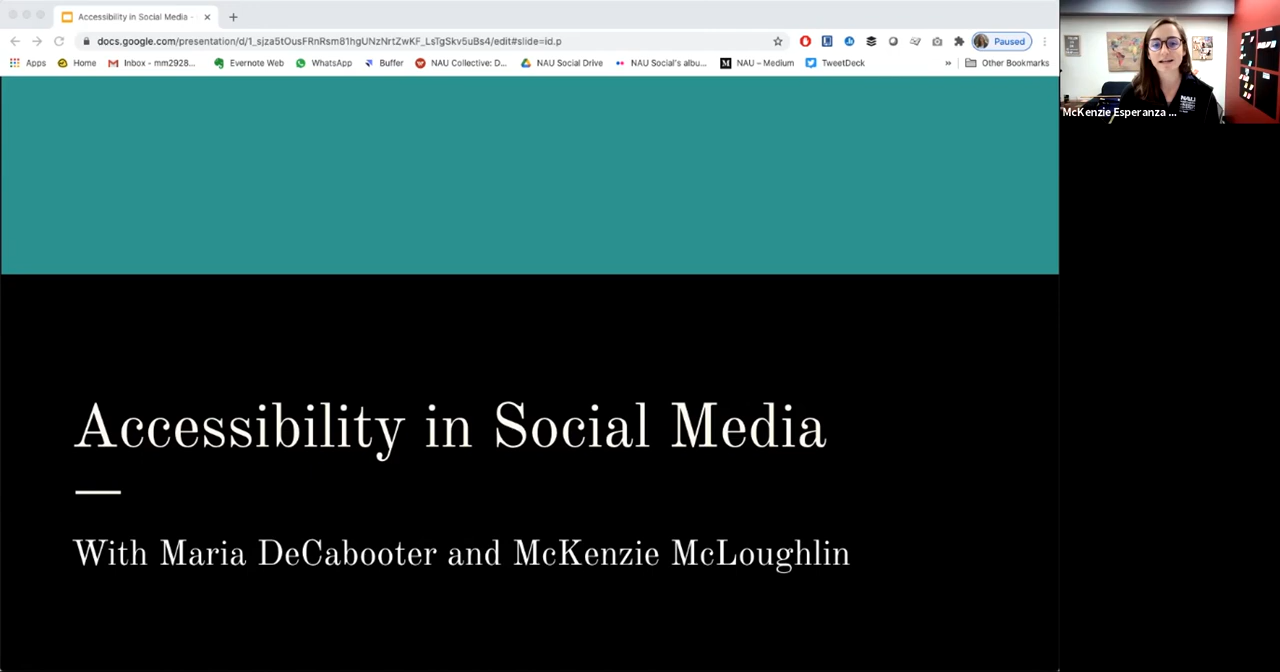 Accessibility in Social Media -
docs.google.com/presentation/d/1_sjza5tOusFRnRsm81hgUNzNrtZwKF_LsTgSkv5uBs4/edit#slide=id.p
Paused
Apps Home Inbox - mm2928... Evernote Web WhatsApp Buffer NAU Collective: D... NAU Social Drive NAU Social's albu... NAU – Medium TweetDeck » Other Bookmarks
NAU
McKenzie Esperanza ...
Accessibility in Social Media
With Maria DeCabooter and McKenzie McLoughlin